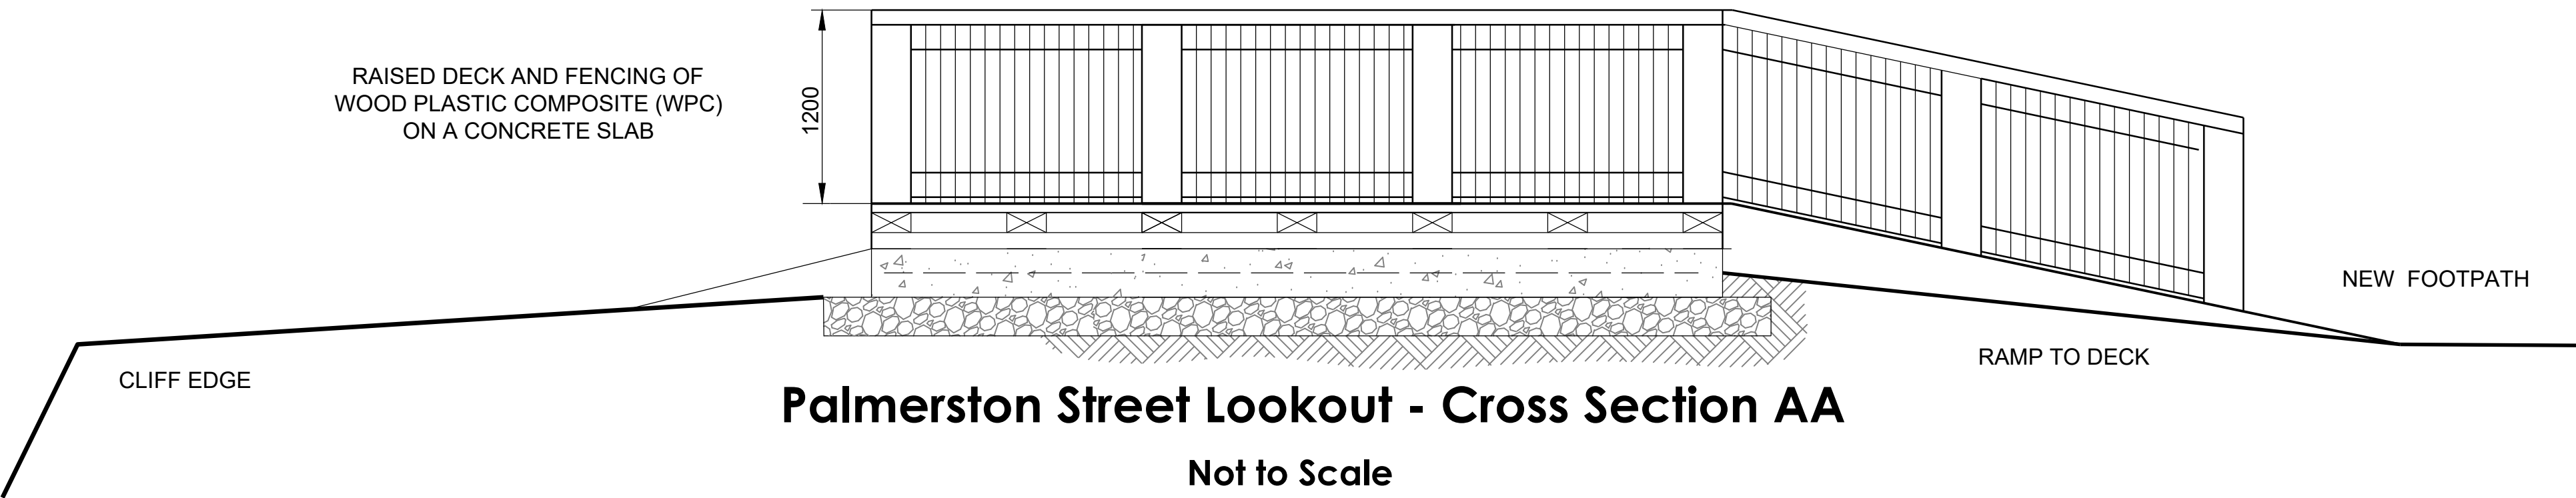 RAISED DECK AND FENCING OF
WOOD PLASTIC COMPOSITE (WPC)
ON A CONCRETE SLAB
1200
NEW FOOTPATH
RAMP TO DECK
CLIFF EDGE
Palmerston Street Lookout - Cross Section AA
Not to Scale